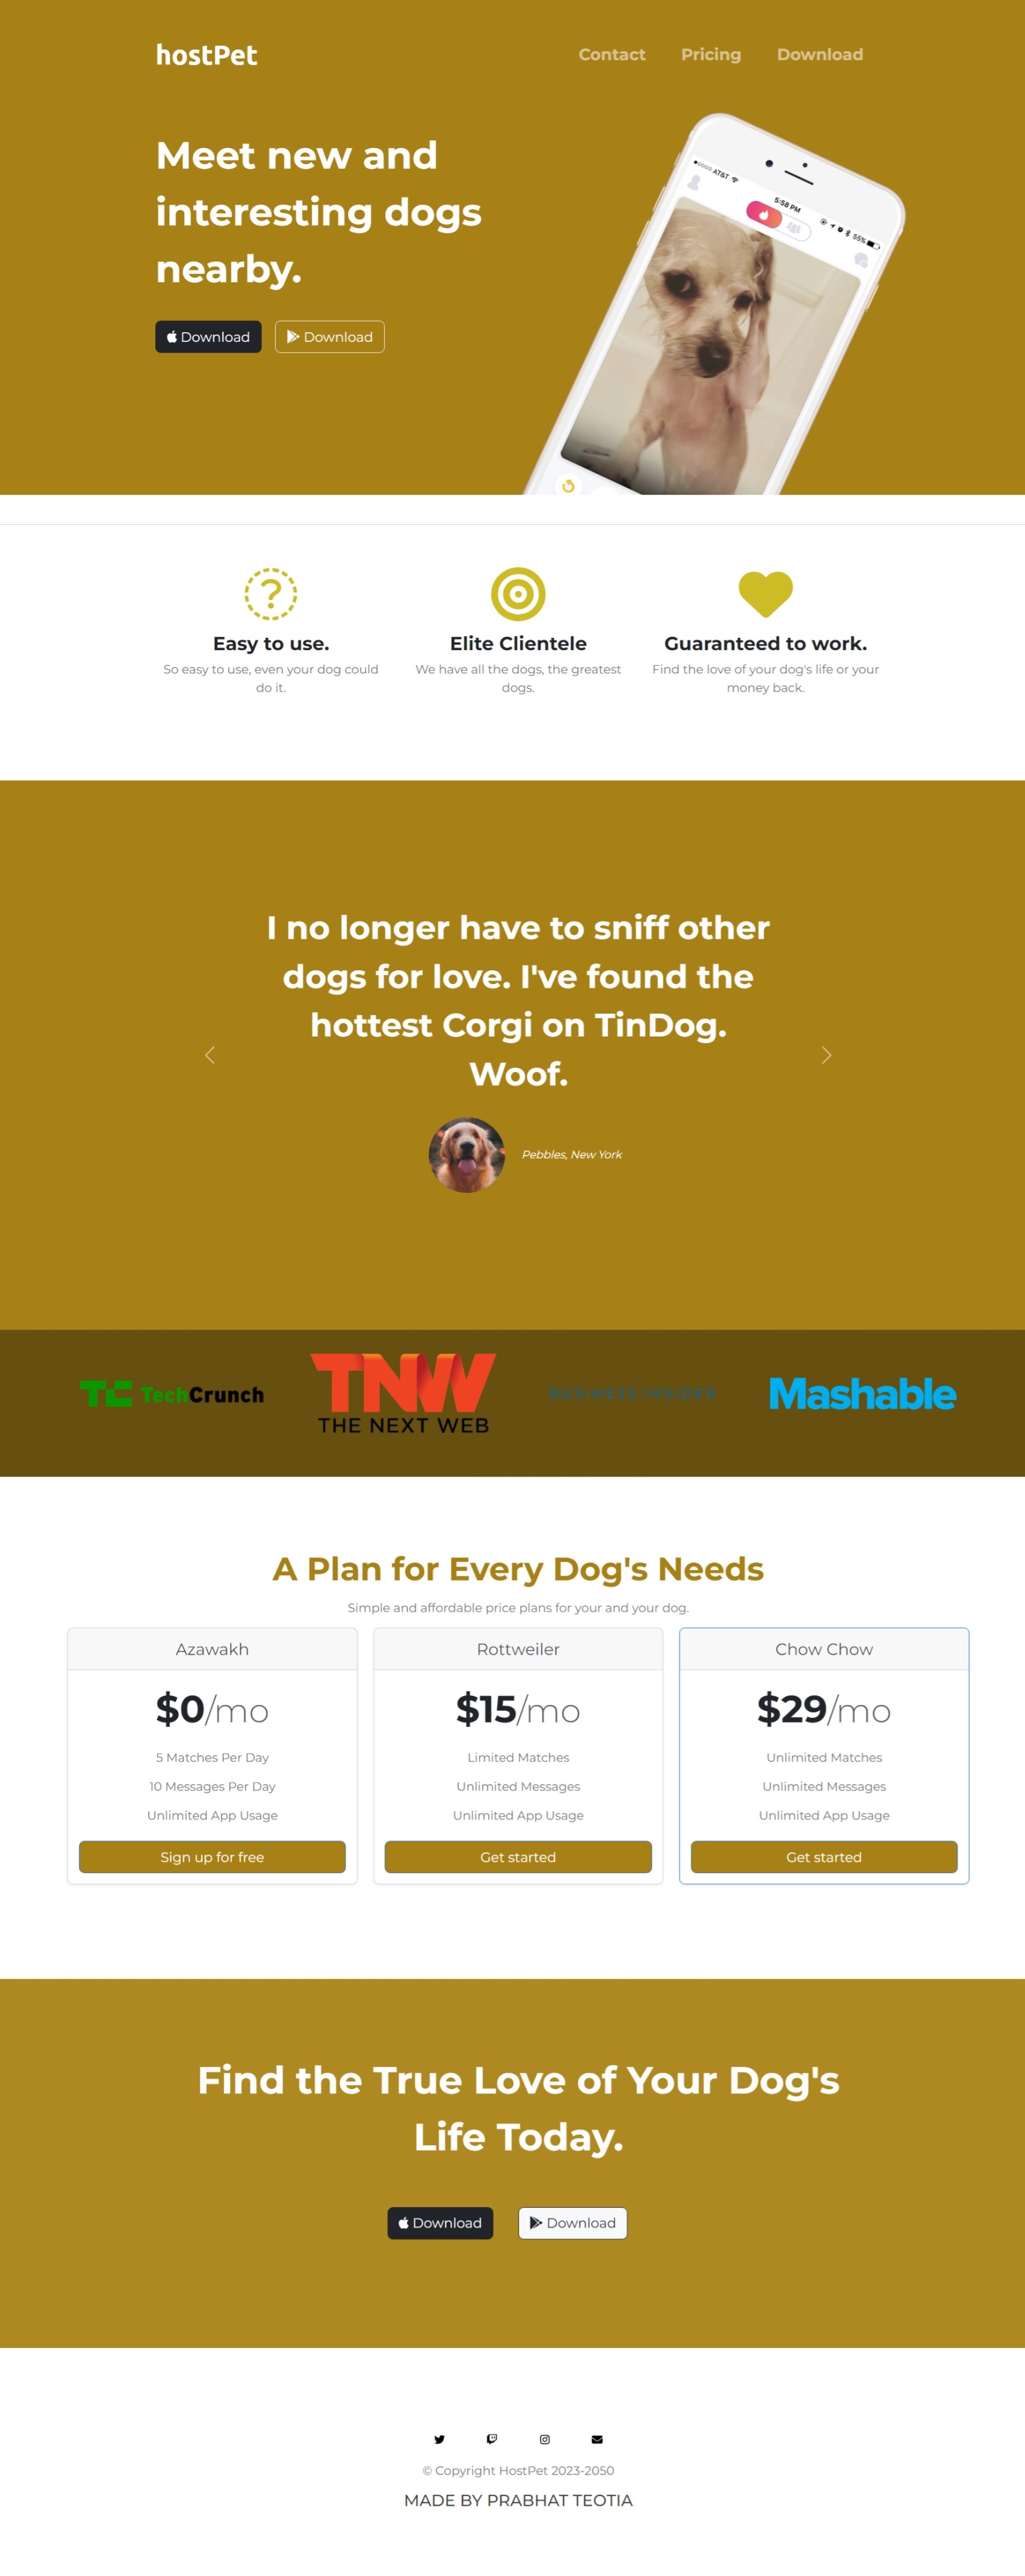 hostPet
Contact
Pricing
Download
Meet new and
interesting dogs
nearby.
Download
Download
AT&T
5:58 PM
55%
Easy to use.
So easy to use, even your dog could
do it.
Elite Clientele
We have all the dogs, the greatest
dogs.
Guaranteed to work.
Find the love of your dog's life or your
money back.
I no longer have to sniff other
dogs for love. I've found the
hottest Corgi on TinDog.
Woof.
Pebbles, New York
TC TechCrunch
TNW
THE NEXT WEB
BUSINESS INSIDER
Mashable
A Plan for Every Dog's Needs
Simple and affordable price plans for your and your dog.
Azawakh
$0/mo
5 Matches Per Day
10 Messages Per Day
Unlimited App Usage
Sign up for free
Rottweiler
$15/mo
Limited Matches
Unlimited Messages
Unlimited App Usage
Get started
Chow Chow
$29/mo
Unlimited Matches
Unlimited Messages
Unlimited App Usage
Get started
Find the True Love of Your Dog's
Life Today.
Download
Download
© Copyright HostPet 2023-2050
MADE BY PRABHAT TEOTIA